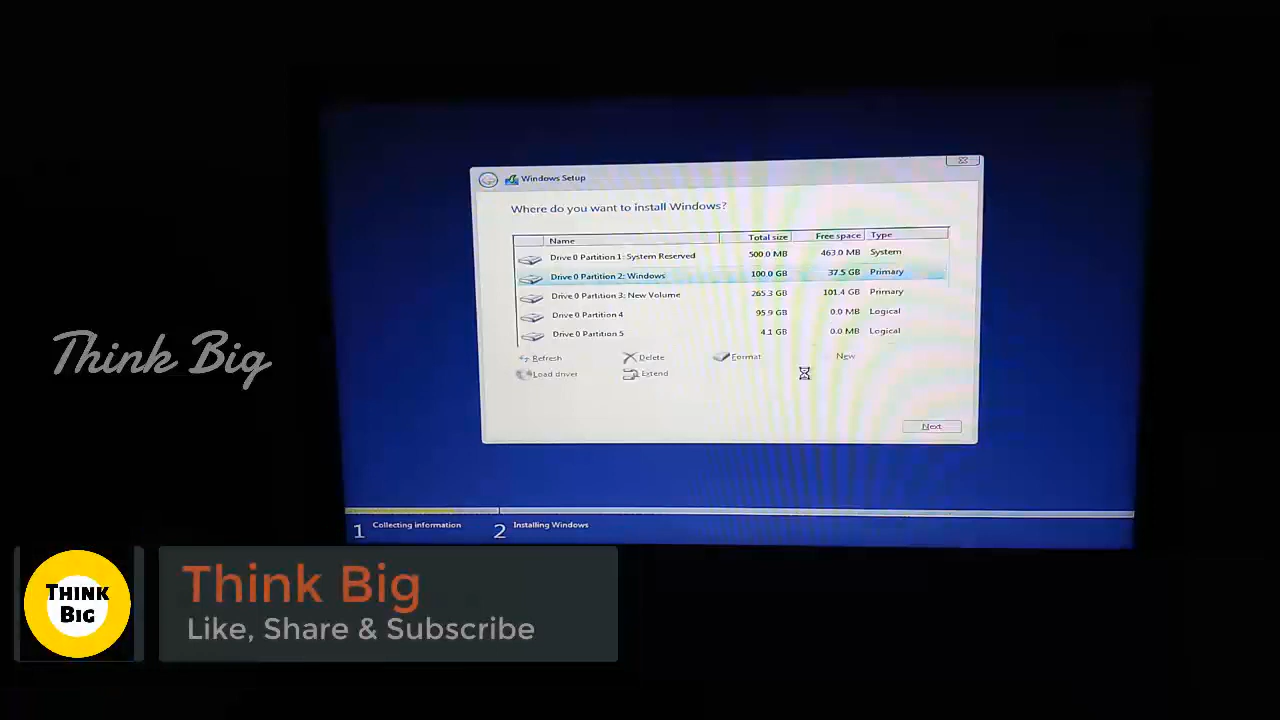 Windows Setup
Where do you want to install Windows?
Name Total size Free space Type
Drive 0 Partition 1: System Reserved 500.0 MB 463.0 MB System
Drive 0 Partition 2: Windows 100.0 GB 37.5 GB Primary
Drive 0 Partition 3: New Volume 265.3 GB 101.4 GB Primary
Drive 0 Partition 4 95.9 GB 0.0 MB Logical
Drive 0 Partition 5 4.1 GB 0.0 MB Logical
Refresh Delete Format New
Load driver Extend
Next
Think Big
1 Collecting information 2 Installing Windows
THINK
BIG
Think Big
Like, Share & Subscribe